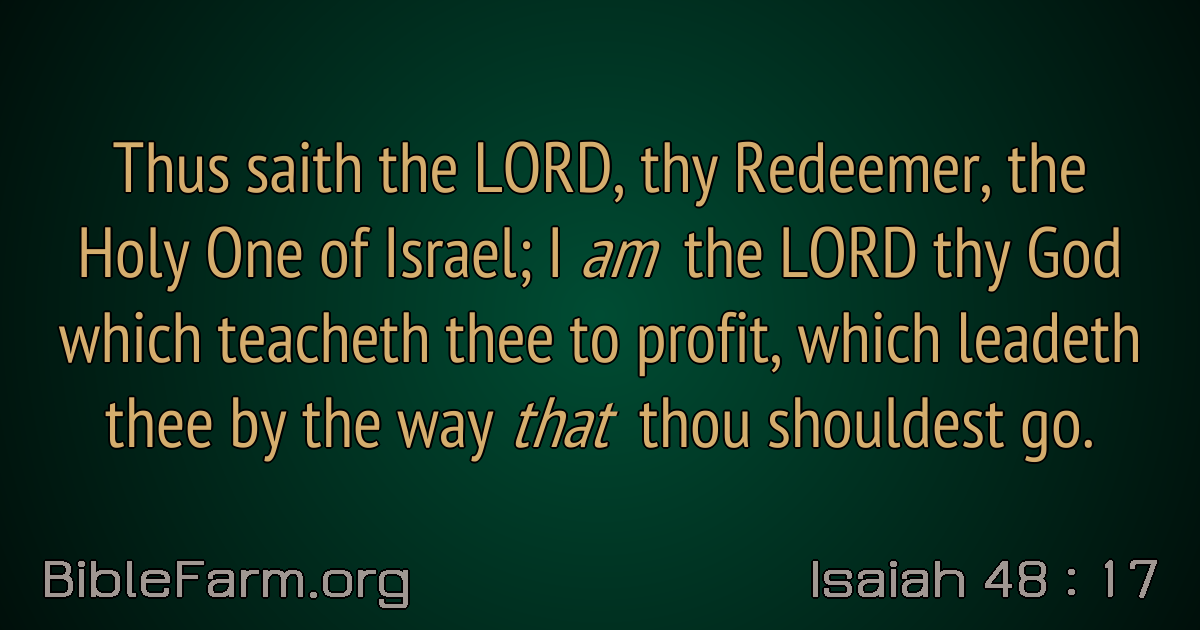 Thus saith the LORD, thy Redeemer, the
Holy One of Israel; I am the LORD thy God
which teacheth thee to profit, which leadeth
thee by the way that thou shouldest go.
BibleFarm.org
Isaiah 48 : 17